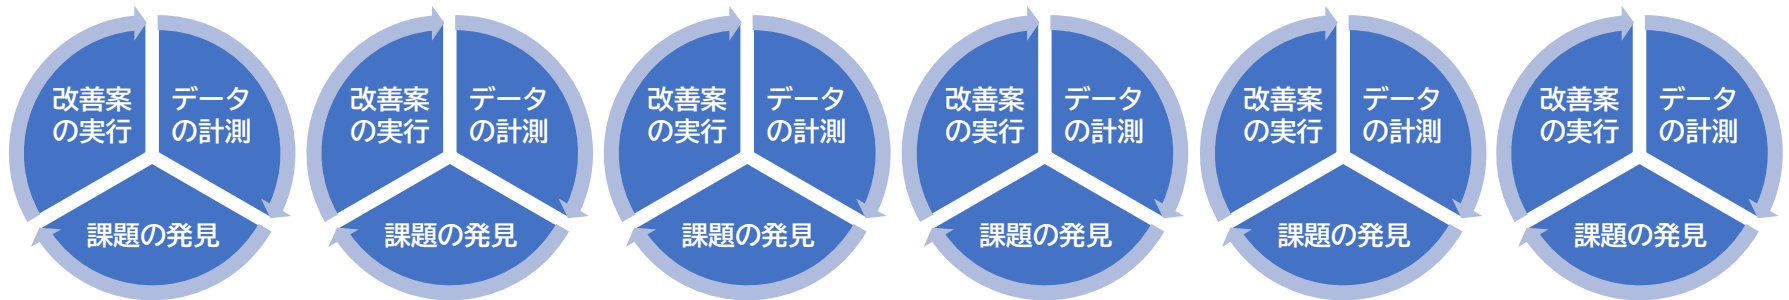 改善案
の実行
データ
の計測
課題の発見
改善案
の実行
データ
の計測
課題の発見
改善案
の実行
データ
の計測
課題の発見
改善案
の実行
データ
の計測
課題の発見
改善案
の実行
データ
の計測
課題の発見
改善案
の実行
データ
の計測
課題の発見